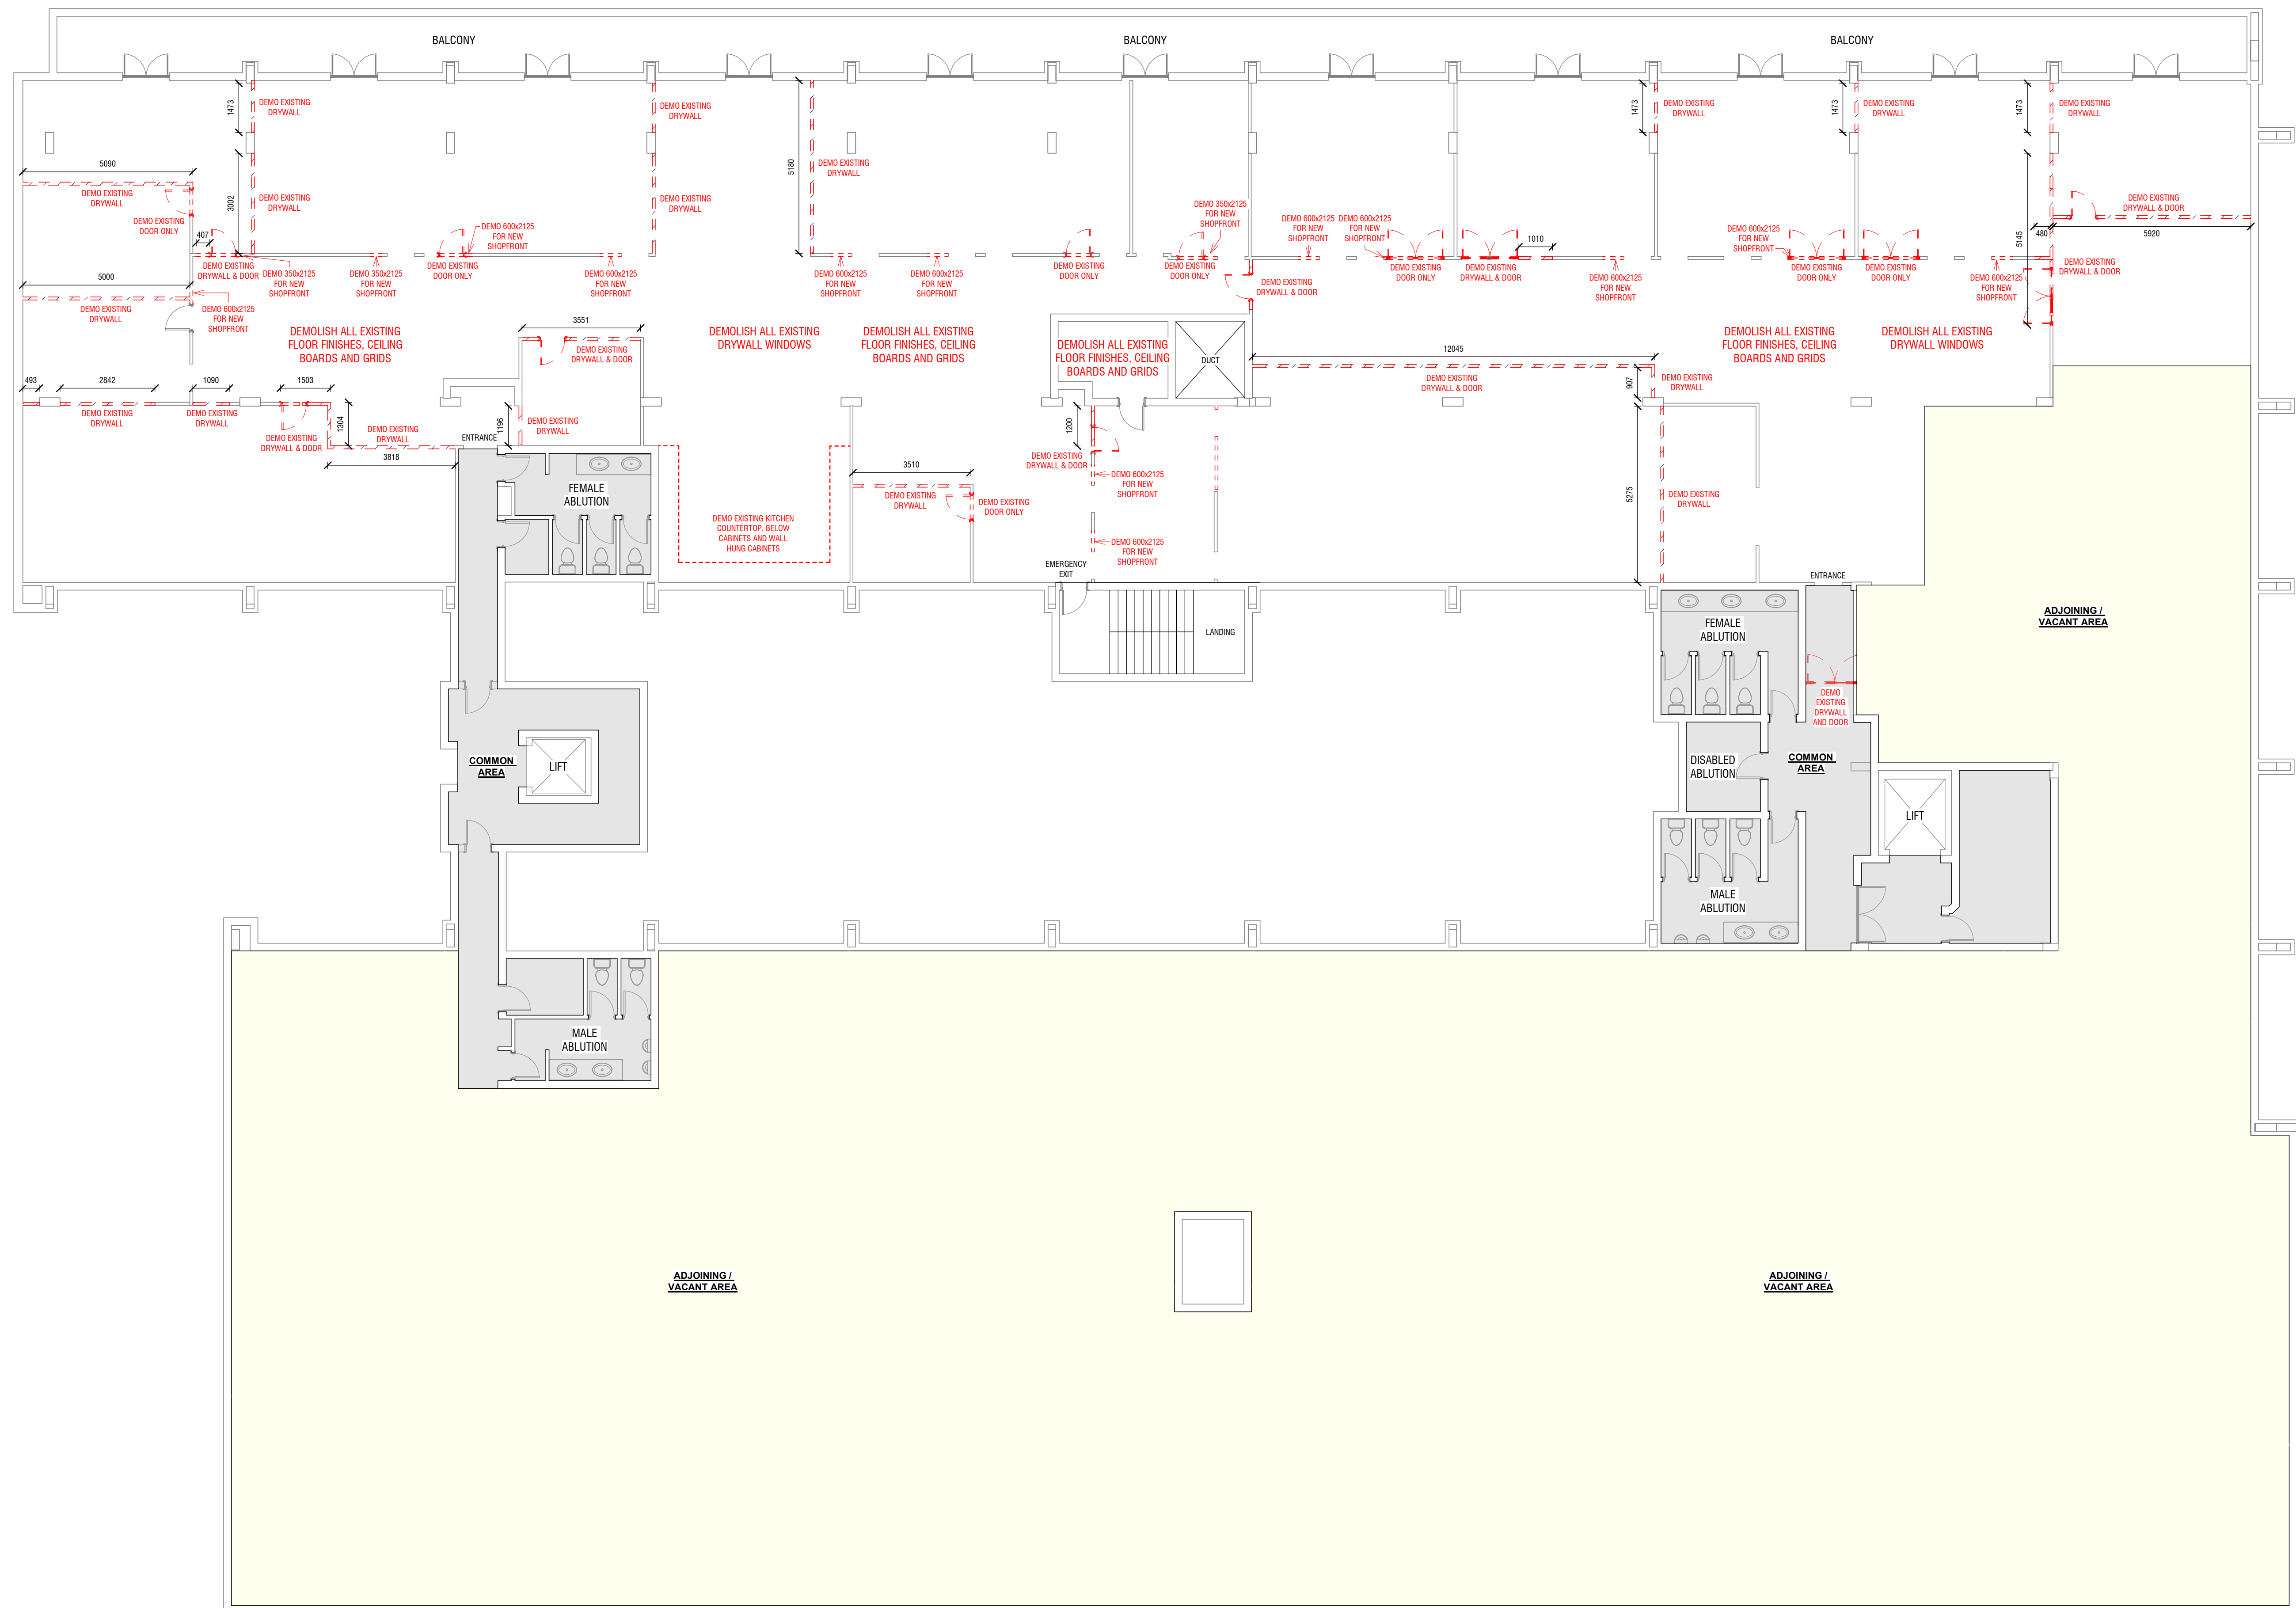 BALCONY
BALCONY
BALCONY
1473
DEMO EXISTING
DRYWALL
DEMO EXISTING
DRYWALL
5180
1473
DEMO EXISTING
DRYWALL
1473
DEMO EXISTING
DRYWALL
1473
DEMO EXISTING
DRYWALL
5090
DEMO EXISTING
DRYWALL
DEMO EXISTING
DOOR ONLY
3002
DEMO EXISTING
DRYWALL
DEMO EXISTING
DRYWALL
DEMO EXISTING
DRYWALL
DEMO 350x2125
FOR NEW
SHOPFRONT
DEMO EXISTING
DRYWALL & DOOR
407
DEMO 600x2125
FOR NEW
SHOPFRONT
DEMO 600x2125
FOR NEW
SHOPFRONT
DEMO 600x2125
FOR NEW
SHOPFRONT
1010
DEMO 600x2125
FOR NEW
SHOPFRONT
480
5145
5920
DEMO EXISTING
DRYWALL & DOOR
DEMO 350x2125
FOR NEW
SHOPFRONT
DEMO 350x2125
FOR NEW
SHOPFRONT
DEMO EXISTING
DOOR ONLY
DEMO 600x2125
FOR NEW
SHOPFRONT
DEMO 600x2125
FOR NEW
SHOPFRONT
DEMO 600x2125
FOR NEW
SHOPFRONT
DEMO EXISTING
DOOR ONLY
DEMO EXISTING
DOOR ONLY
DEMO EXISTING
DRYWALL & DOOR
DEMO EXISTING
DOOR ONLY
DEMO EXISTING
DRYWALL & DOOR
DEMO 600x2125
FOR NEW
SHOPFRONT
DEMO EXISTING
DOOR ONLY
DEMO EXISTING
DOOR ONLY
DEMO 600x2125
FOR NEW
SHOPFRONT
DEMO EXISTING
DRYWALL & DOOR
5000
DEMO EXISTING
DRYWALL
DEMO 600x2125
FOR NEW
SHOPFRONT
DEMOLISH ALL EXISTING
FLOOR FINISHES, CEILING
BOARDS AND GRIDS
3551
DEMO EXISTING
DRYWALL & DOOR
DEMOLISH ALL EXISTING
DRYWALL WINDOWS
DEMOLISH ALL EXISTING
FLOOR FINISHES, CEILING
BOARDS AND GRIDS
DEMOLISH ALL EXISTING
FLOOR FINISHES, CEILING
BOARDS AND GRIDS
DUCT
12045
DEMO EXISTING
DRYWALL & DOOR
907
DEMO EXISTING
DRYWALL
DEMOLISH ALL EXISTING
FLOOR FINISHES, CEILING
BOARDS AND GRIDS
DEMOLISH ALL EXISTING
DRYWALL WINDOWS
493
2842
1090
1503
DEMO EXISTING
DRYWALL
DEMO EXISTING
DRYWALL
DEMO EXISTING
DRYWALL & DOOR
1304
DEMO EXISTING
DRYWALL
3818
ENTRANCE
1196
DEMO EXISTING
DRYWALL
1200
DEMO EXISTING
DRYWALL & DOOR
3510
DEMO EXISTING
DRYWALL
DEMO EXISTING
DOOR ONLY
DEMO 600x2125
FOR NEW
SHOPFRONT
DEMO 600x2125
FOR NEW
SHOPFRONT
5275
DEMO EXISTING
DRYWALL
FEMALE
ABLUTION
DEMO EXISTING KITCHEN
COUNTERTOP, BELOW
CABINETS AND WALL
HUNG CABINETS
EMERGENCY
EXIT
LANDING
ENTRANCE
FEMALE
ABLUTION
ADJOINING /
VACANT AREA
DEMO
EXISTING
DRYWALL
AND DOOR
COMMON
AREA
LIFT
DISABLED
ABLUTION
COMMON
AREA
LIFT
MALE
ABLUTION
MALE
ABLUTION
ADJOINING /
VACANT AREA
ADJOINING /
VACANT AREA